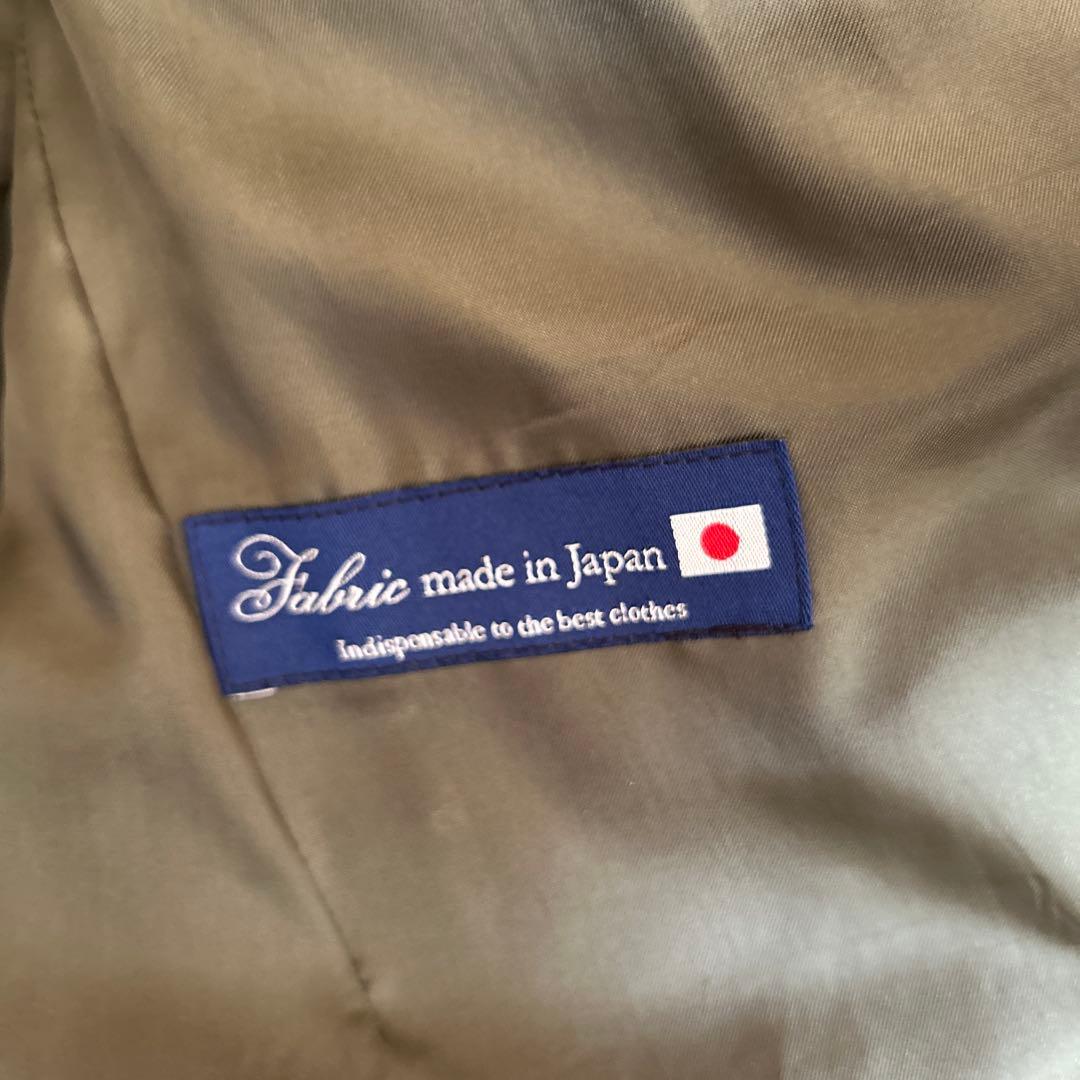 Fabric made in Japan
Indispensable to the best clothes